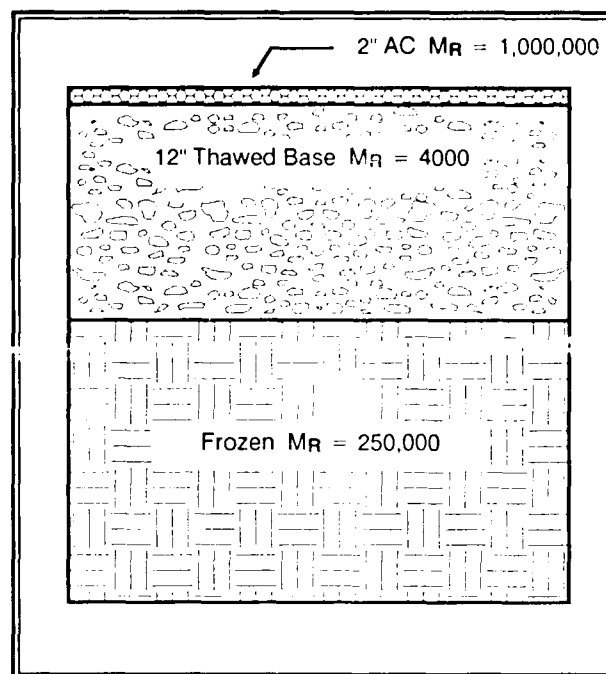 2" AC MR = 1,000,000
12" Thawed Base MR = 4000
Frozen MR = 250,000